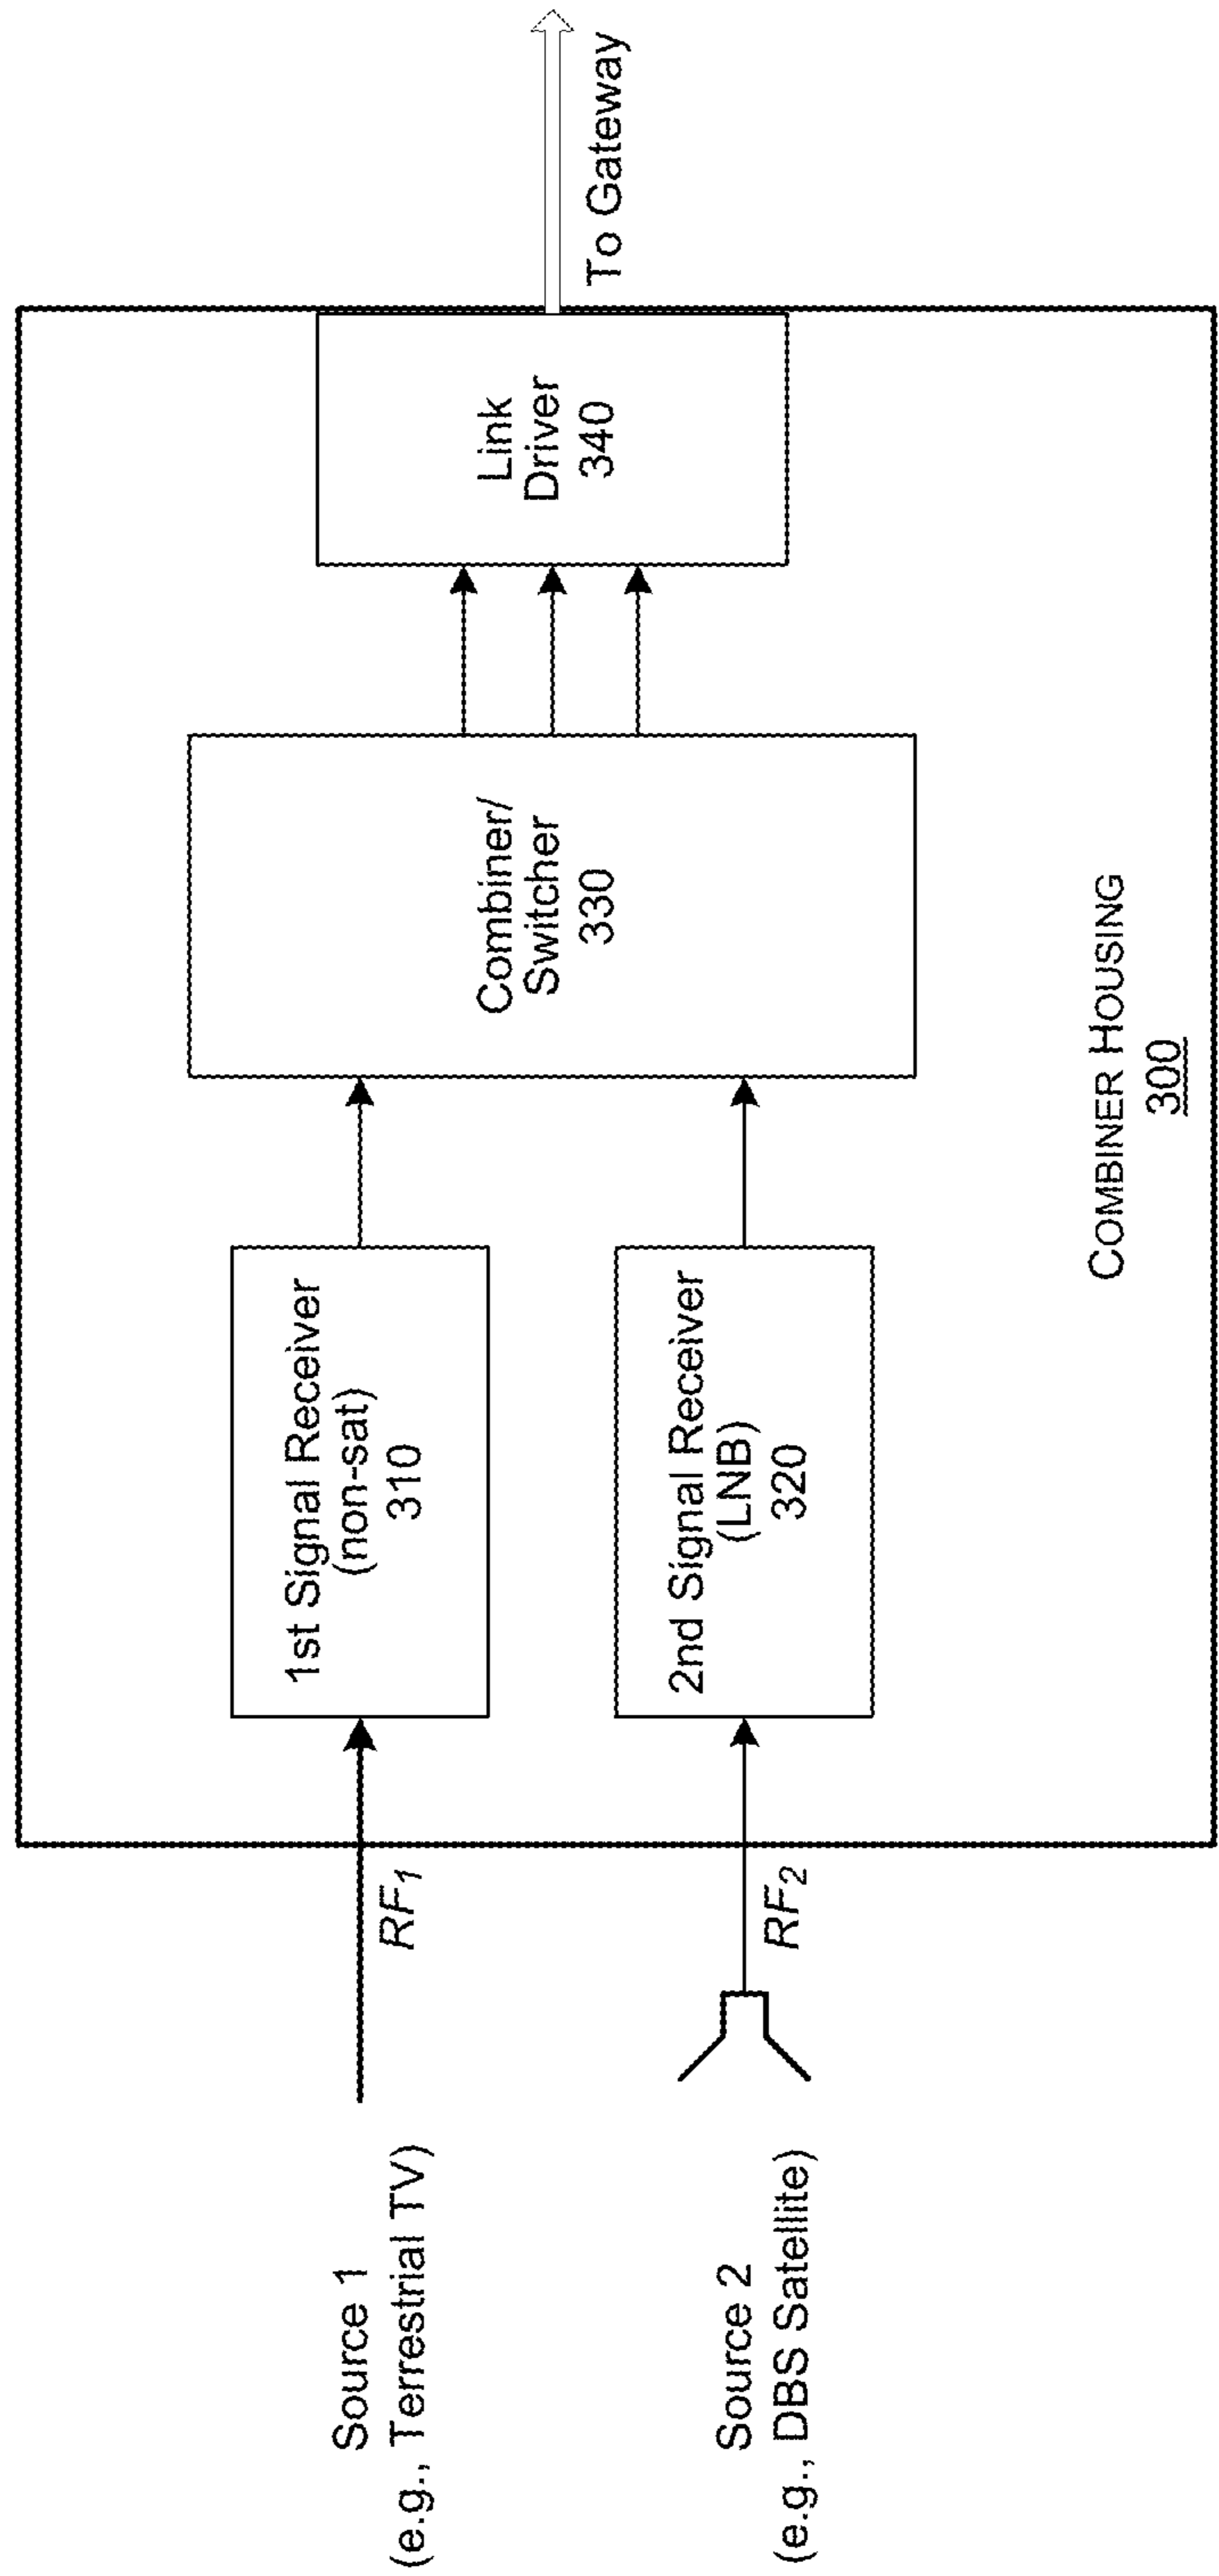 Source 1
(e.g., Terrestrial TV)
RF1
1st Signal Receiver
(non-sat)
310
Source 2
(e.g., DBS Satellite)
RF2
2nd Signal Receiver
(LNB)
320
Combiner/
Switcher
330
Link
Driver
340
To Gateway
COMBINER HOUSING
300